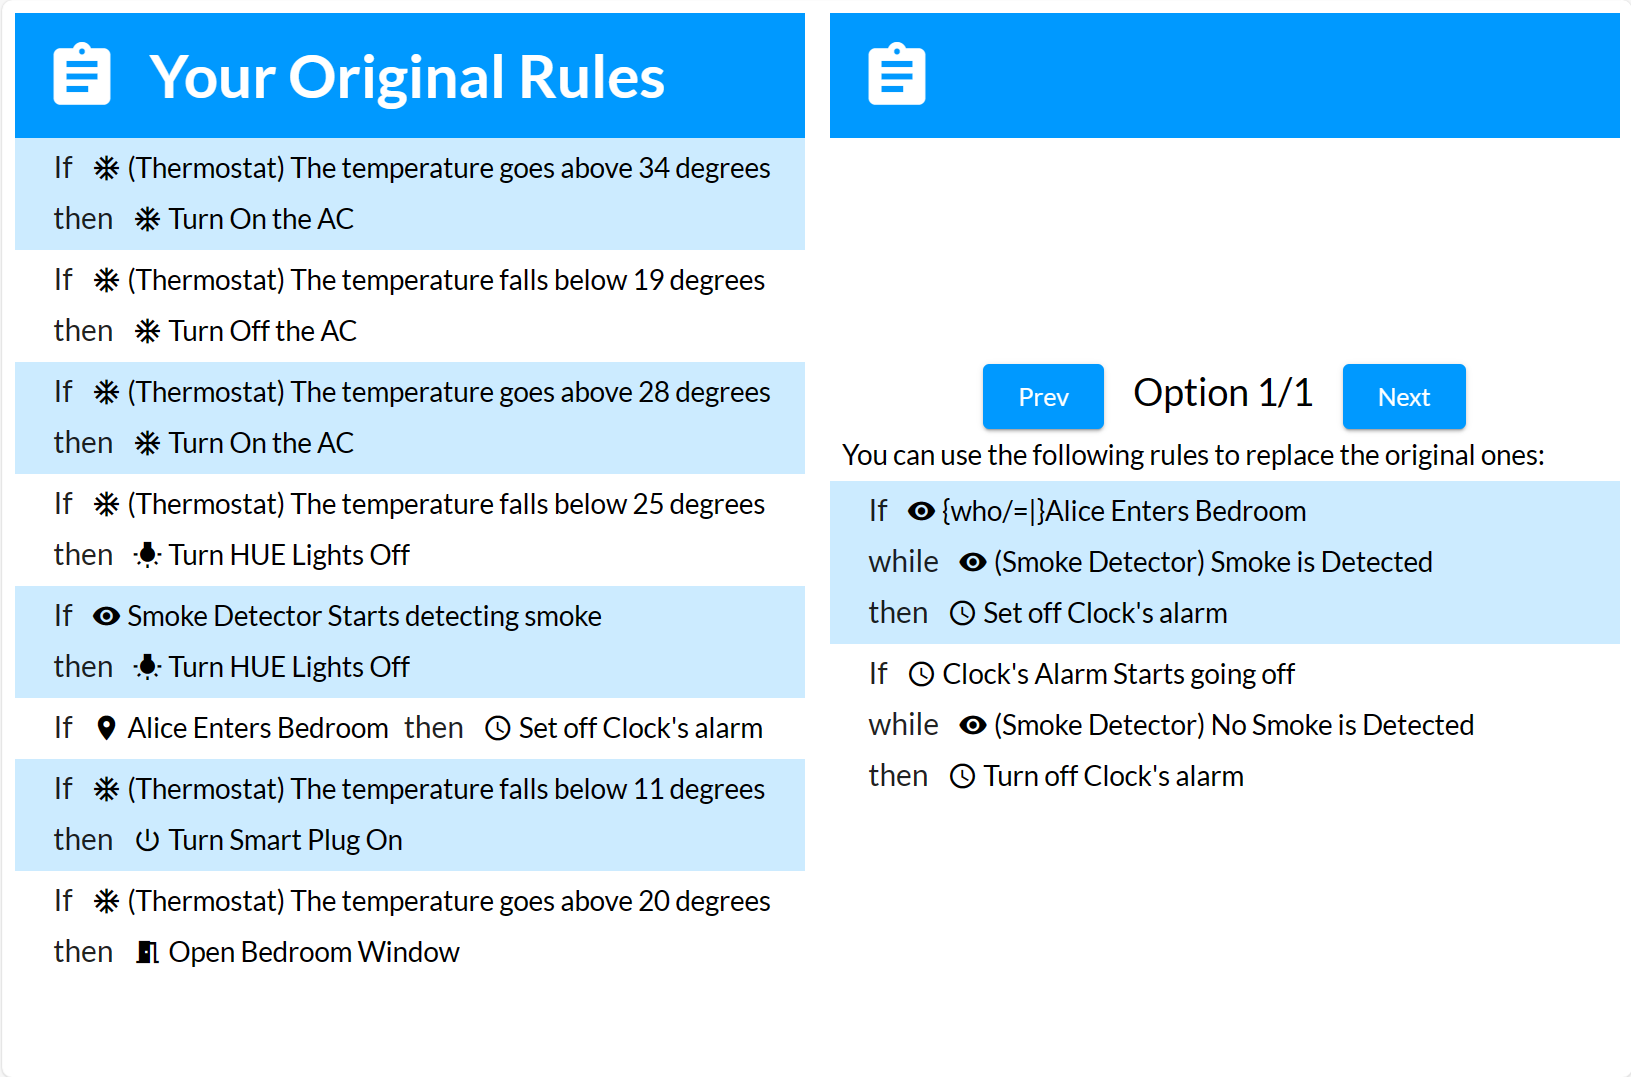 Your Original Rules
If (Thermostat) The temperature goes above 34 degrees
then Turn On the AC
If (Thermostat) The temperature falls below 19 degrees
then Turn Off the AC
If (Thermostat) The temperature goes above 28 degrees
then Turn On the AC
If (Thermostat) The temperature falls below 25 degrees
then Turn HUE Lights Off
If Smoke Detector Starts detecting smoke
then Turn HUE Lights Off
If Alice Enters Bedroom then Set off Clock's alarm
If (Thermostat) The temperature falls below 11 degrees
then Turn Smart Plug On
If (Thermostat) The temperature goes above 20 degrees
then Open Bedroom Window
Prev Option 1/1 Next
You can use the following rules to replace the original ones:
If {who/=|}Alice Enters Bedroom
while (Smoke Detector) Smoke is Detected
then Set off Clock's alarm
If Clock's Alarm Starts going off
while (Smoke Detector) No Smoke is Detected
then Turn off Clock's alarm